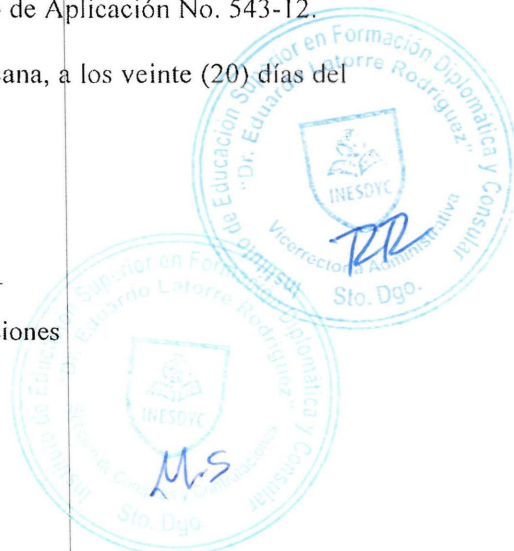 de Aplicación No. 543-12.
ana, a los veinte (20) días del
siones
Instituto de Educación Superior en Formación Diplomática y Consular
"Dr. Eduardo Latorre Rodríguez"
INESDYC
Vicerrectoría Administrativa
Sto. Dgo.
RR
Instituto de Educación Superior en Formación Diplomática y Consular
Dr. Eduardo Latorre Rodríguez"
INESDYC
M.S
Sto. Dgo.